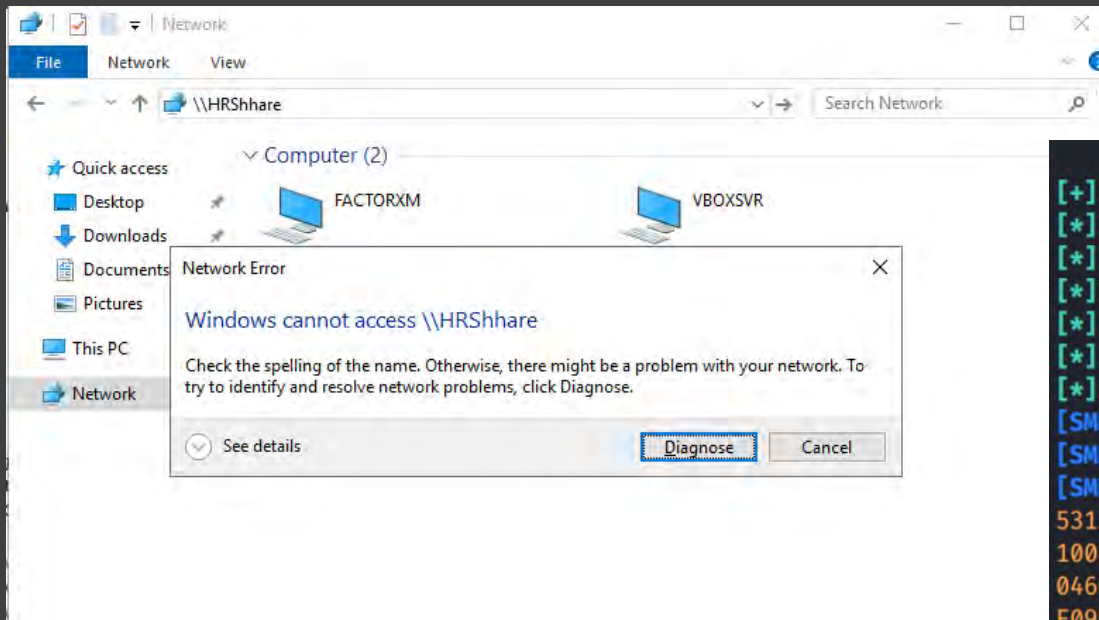 Network
File Network View
\\HRShhare
Search Network
Quick access
Desktop
Downloads
Documents
Pictures
This PC
Network
Computer (2)
FACTORXM VBOXSVR
Network Error
Windows cannot access \\HRShhare
Check the spelling of the name. Otherwise, there might be a problem with your network. To
try to identify and resolve network problems, click Diagnose.
See details
Diagnose Cancel
[+]
[*]
[*]
[*]
[*]
[*]
[*]
[SM
[SM
[SM
531
100
046